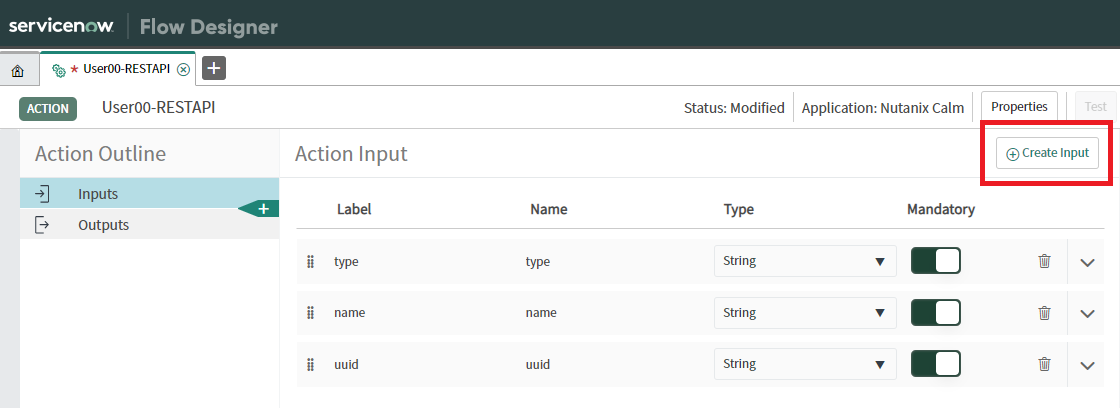 servicenow Flow Designer
* User00-RESTAPI
ACTION User00-RESTAPI Status: Modified Application: Nutanix Calm Properties Test
Action Outline Action Input Create Input
Inputs
Outputs
Label Name Type Mandatory
type type String
name name String
uuid uuid String